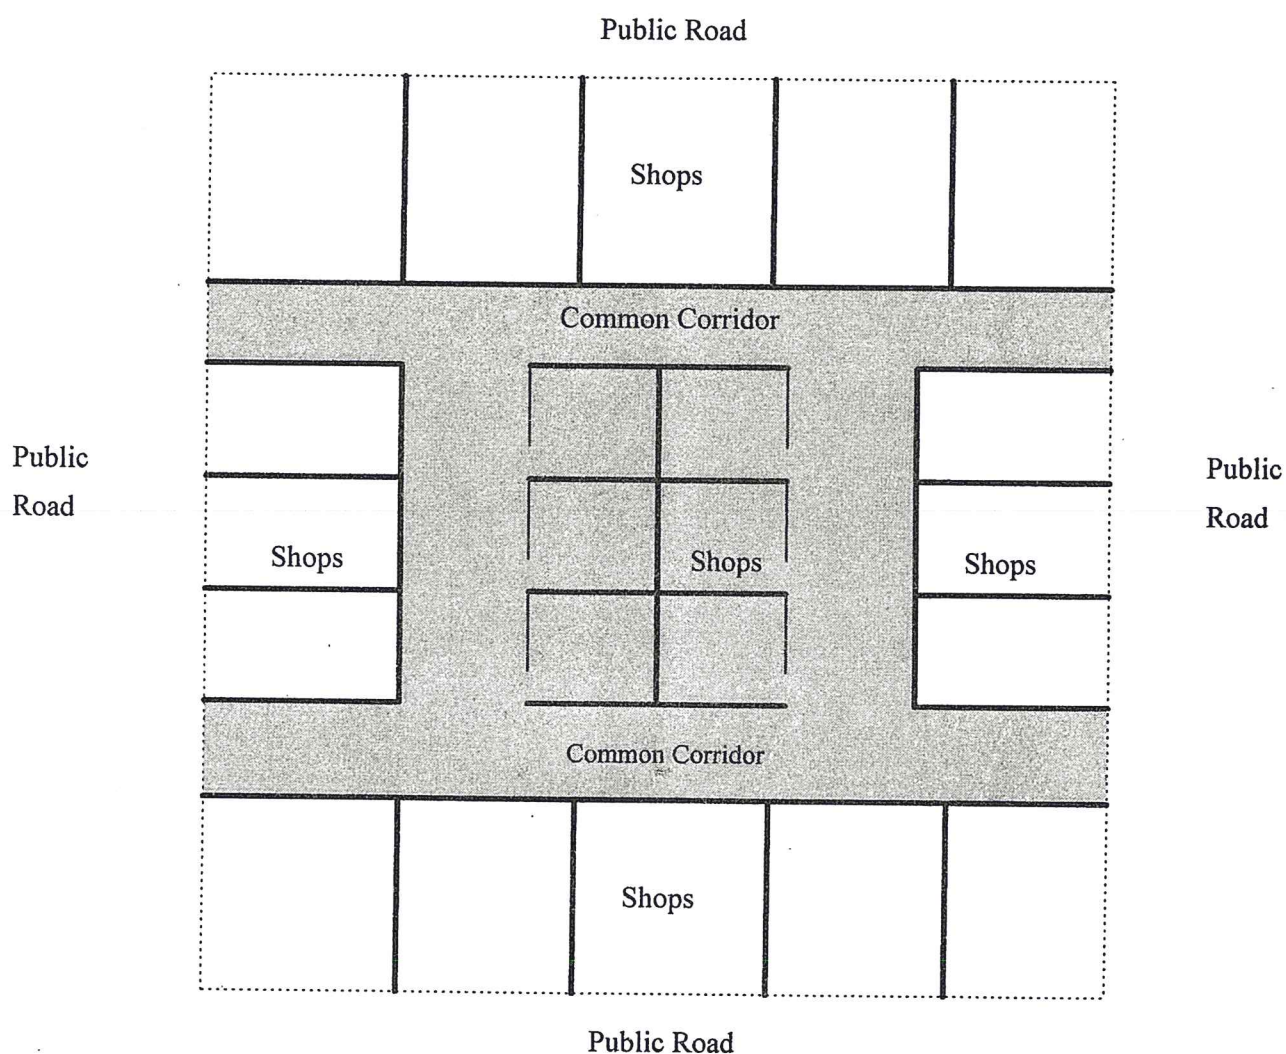 Public Road
Shops
Common Corridor
Public
Road
Public
Road
Shops
Shops
Shops
Common Corridor
Shops
Public Road